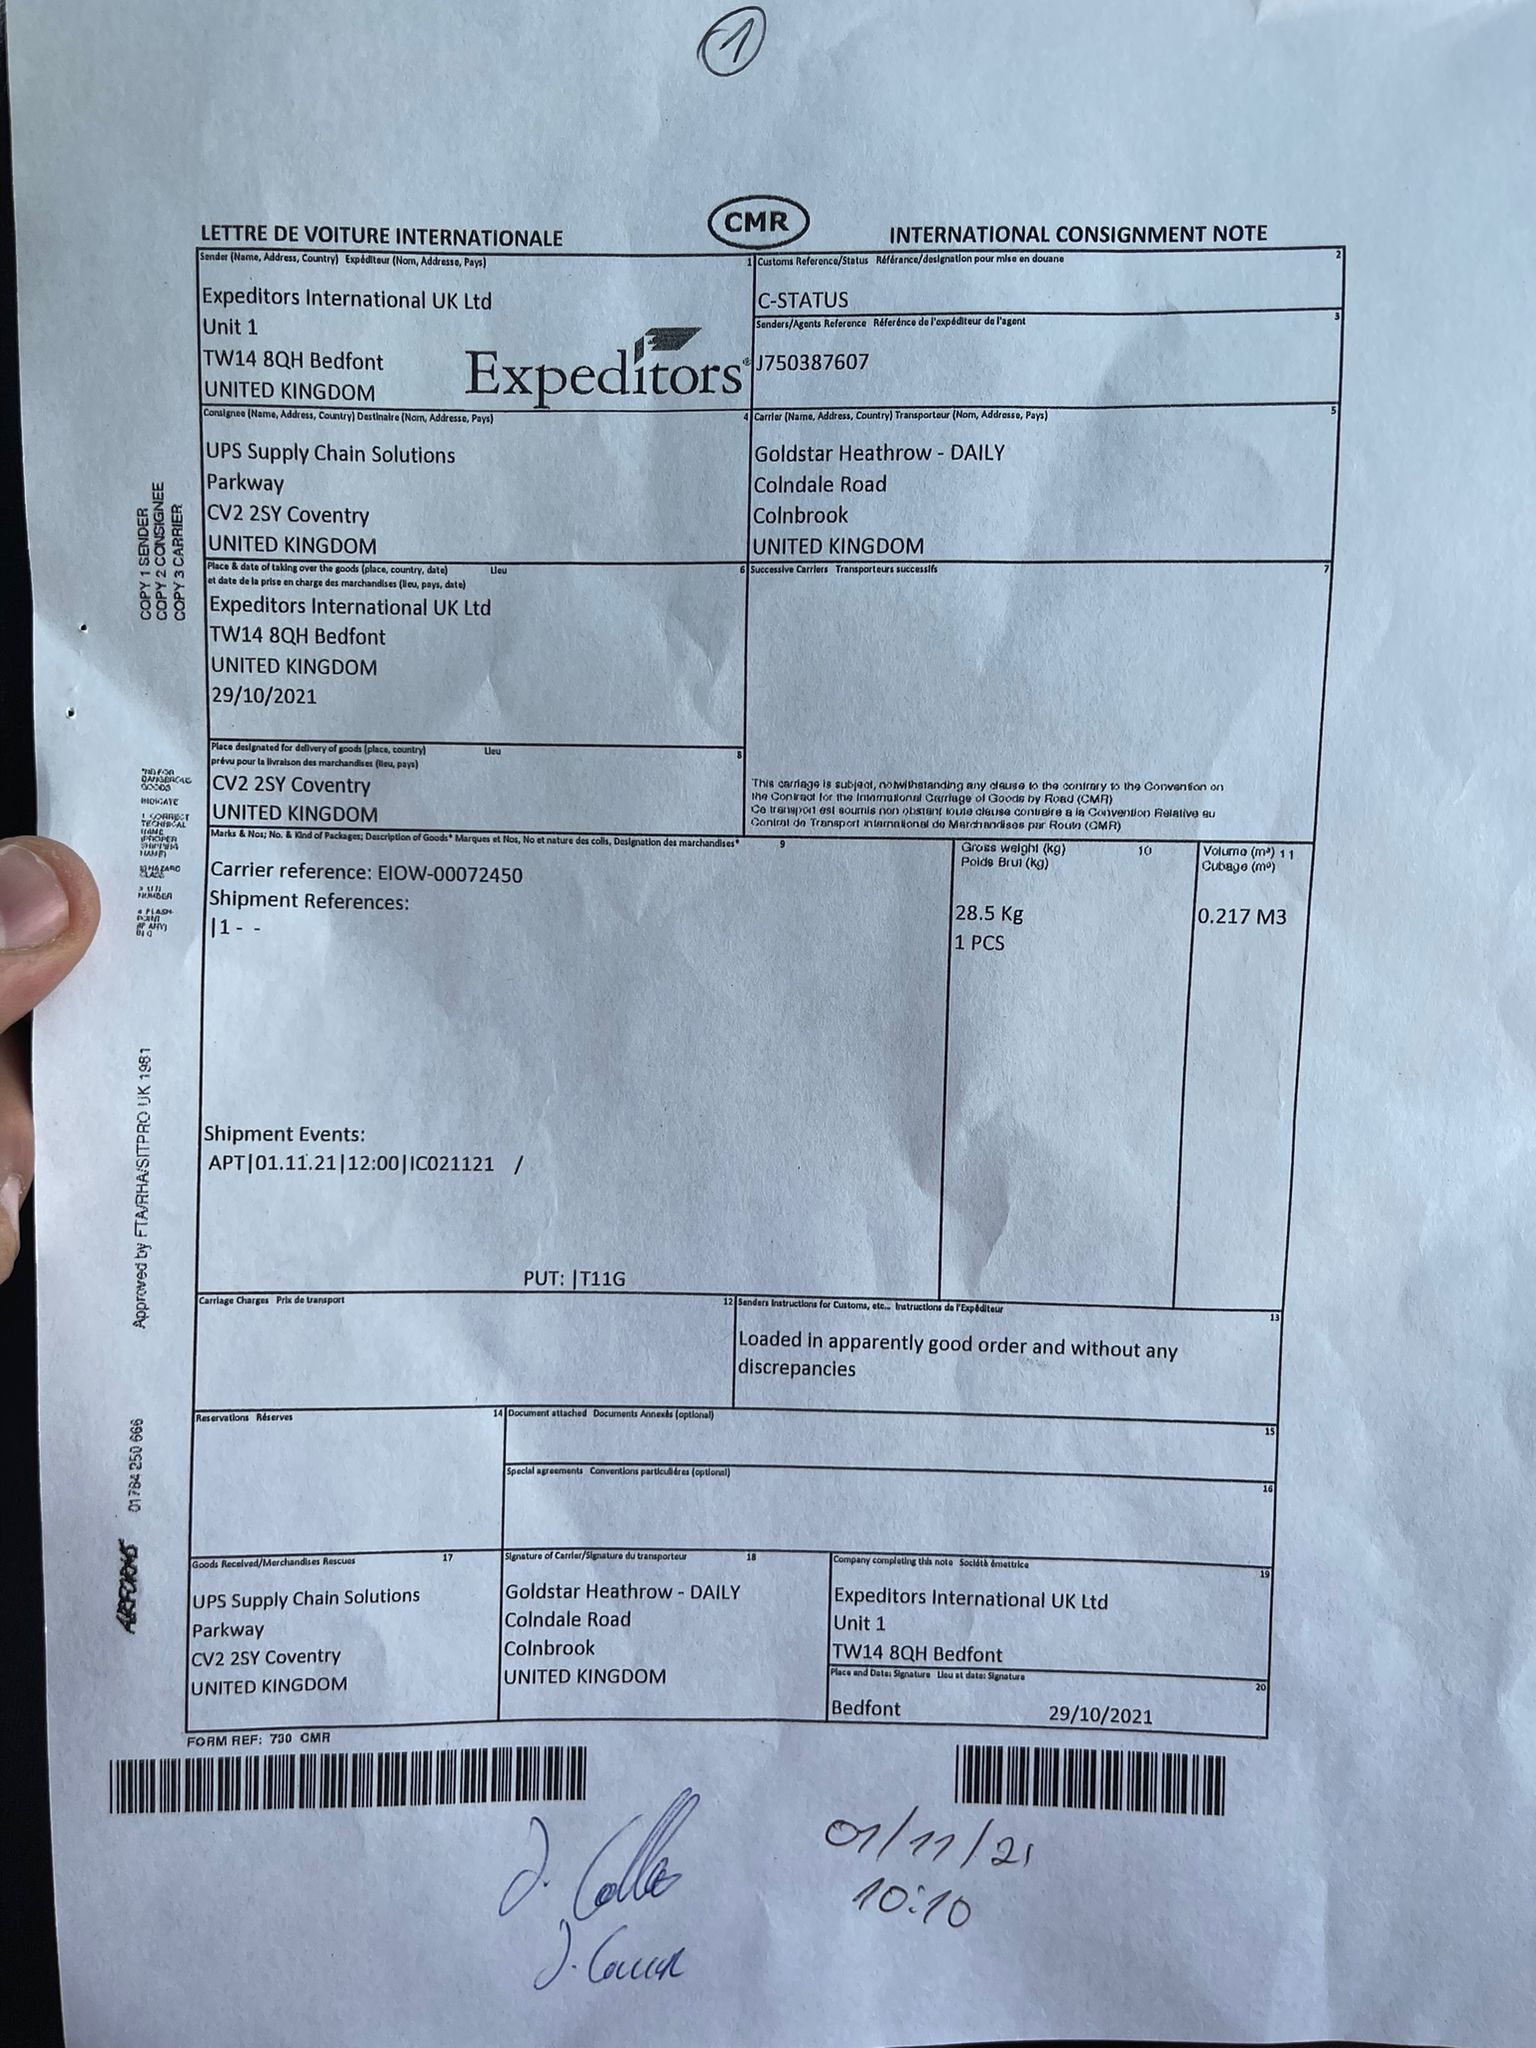 1
LETTRE DE VOITURE INTERNATIONALE
CMR
INTERNATIONAL CONSIGNMENT NOTE
Sender (Name, Address, Country) Expéditeur (Nom, Addresse, Pays) 1
Expeditors International UK Ltd
Unit 1
TW14 8QH Bedfont
UNITED KINGDOM
Expeditors®
Customs Reference/Status Référance/designation pour mise en douane 2
C-STATUS
Senders/Agents Reference Référence de l'expéditeur de l'agent 3
J750387607
Consignee (Name, Address, Country) Destinaire (Nom, Addresse, Pays) 4
UPS Supply Chain Solutions
Parkway
CV2 2SY Coventry
UNITED KINGDOM
Carrier (Name, Address, Country) Transporteur (Nom, Addresse, Pays) 5
Goldstar Heathrow - DAILY
Colndale Road
Colnbrook
UNITED KINGDOM
COPY 1 SENDER
COPY 2 CONSIGNEE
COPY 3 CARRIER
Place & date of taking over the goods (place, country, date) Lieu 6
et date de la prise en charge des marchandises (lieu, pays, date)
Expeditors International UK Ltd
TW14 8QH Bedfont
UNITED KINGDOM
29/10/2021
Successive Carriers Transporteurs successifs 7
Place designated for delivery of goods (place, country) Lieu 8
prévu pour la livraison des marchandises (lieu, pays)
CV2 2SY Coventry
UNITED KINGDOM
This carriage is subject, notwithstanding any clause to the contrary to the Convention on
the Contract for the International Carriage of Goods by Road (CMR)
Ce transport est soumis non obstant toute clause contraire a la Convention Relative au
Contrat de Transport International de Marchandises par Route (CMR)
DANGEROUS
GOODS
INDICATE
1 CORRECT
TECHNICAL
NAME
PROPER
SHIPPING
NAME)
NUMBER
4 FLASH-
POINT
Marks & Nos; No. & Kind of Packages; Description of Goods* Marques et Nos, No et nature des colis, Designation des marchandises* 9
Gross weight (kg) 10
Poids Brut (kg)
Volume (m³) 11
Cubage (m³)
Carrier reference: EIOW-00072450
Shipment References:
|1 - -
28.5 Kg
1 PCS
0.217 M3
Shipment Events:
APT|01.11.21|12:00|IC021121 /
PUT: |T11G
Approved by FTA/RHA/SITPRO UK 1981
01784 250 666
Carriage Charges Prix de transport 12
Senders Instructions for Customs, etc... Instructions de l'Expéditeur 13
Loaded in apparently good order and without any
discrepancies
Reservations Réserves 14
Document attached Documents Annexés (optional) 15
Special agreements Conventions particuliéres (optional) 16
Goods Received/Merchandises Rescues 17
UPS Supply Chain Solutions
Parkway
CV2 2SY Coventry
UNITED KINGDOM
Signature of Carrier/Signature du transporteur 18
Goldstar Heathrow - DAILY
Colndale Road
Colnbrook
UNITED KINGDOM
Company completing this note Société émettrice 19
Expeditors International UK Ltd
Unit 1
TW14 8QH Bedfont
Place and Date: Signature Lieu at date: Signature 20
Bedfont 29/10/2021
FORM REF: 730 CMR
01/11/21
10:10